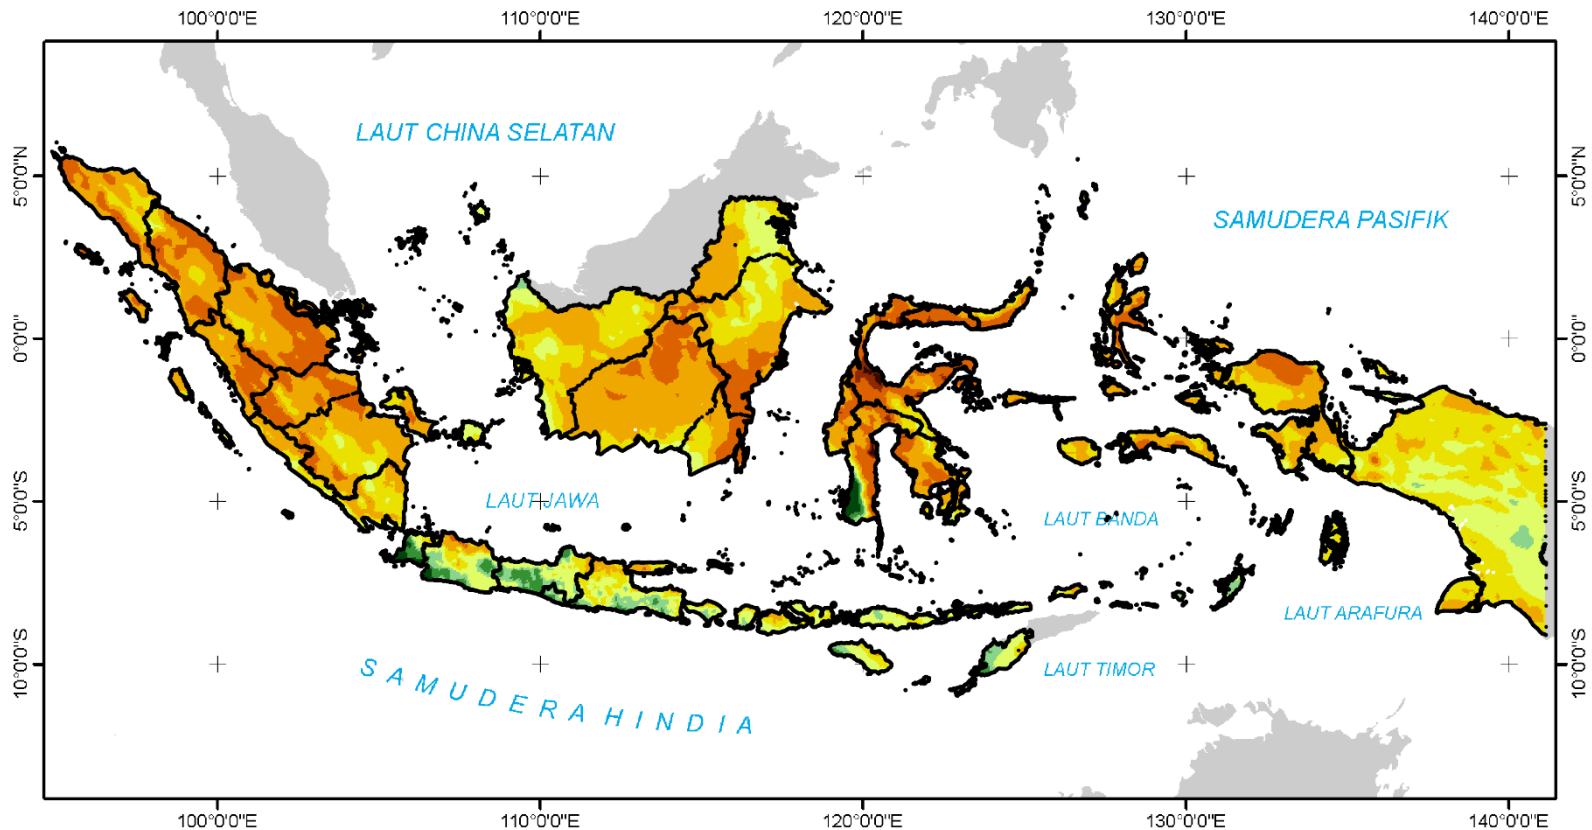 100°0'0"E 110°0'0"E 120°0'0"E 130°0'0"E 140°0'0"E
LAUT CHINA SELATAN
5°0'0"N 5°0'0"N
SAMUDERA PASIFIK
0°0'0" 0°0'0"
LAUT JAWA
5°0'0"S 5°0'0"S
LAUT BANDA
LAUT ARAFURA
10°0'0"S 10°0'0"S
LAUT TIMOR
SAMUDERA HINDIA
100°0'0"E 110°0'0"E 120°0'0"E 130°0'0"E 140°0'0"E